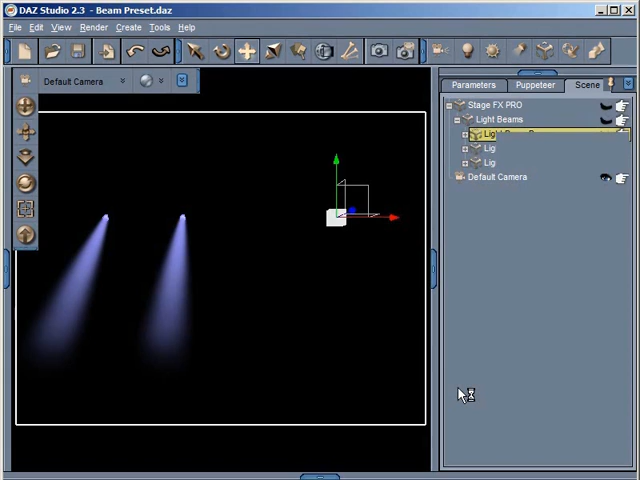 DAZ Studio 2.3 - Beam Preset.daz
File Edit View Render Create Tools Help
Default Camera
Parameters Puppeteer Scene
Stage FX PRO
Light Beams
Lig
Lig
Lig
Default Camera